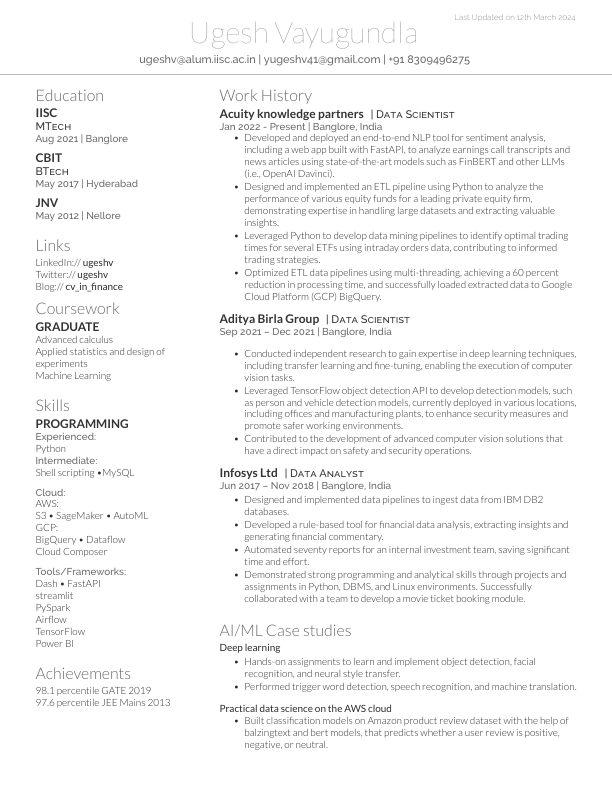 Last Updated on 12th March 2024
Ugesh Vayugundla
ugeshv@alum.iisc.ac.in | yugeshv41@gmail.com | +91 8309496275
Education
IISC
MTech
Aug 2021 | Banglore
CBIT
BTech
May 2017 | Hyderabad
JNV
May 2012 | Nellore
Links
LinkedIn:// ugeshv
Twitter:// ugeshv
Blog:// cv_in_finance
Coursework
GRADUATE
Advanced calculus
Applied statistics and design of
experiments
Machine Learning
Skills
PROGRAMMING
Experienced:
Python
Intermediate:
Shell scripting •MySQL
Cloud:
AWS:
S3 • SageMaker • AutoML
GCP:
BigQuery • Dataflow
Cloud Composer
Tools/Frameworks:
Dash • FastAPI
streamlit
PySpark
Airflow
TensorFlow
Power BI
Achievements
98.1 percentile GATE 2019
97.6 percentile JEE Mains 2013
Work History
Acuity knowledge partners | Data Scientist
Jan 2022 - Present | Banglore, India
• Developed and deployed an end-to-end NLP tool for sentiment analysis,
including a web app built with FastAPI, to analyze earnings call transcripts and
news articles using state-of-the-art models such as FinBERT and other LLMs
(i.e., OpenAI Davinci).
• Designed and implemented an ETL pipeline using Python to analyze the
performance of various equity funds for a leading private equity firm,
demonstrating expertise in handling large datasets and extracting valuable
insights.
• Leveraged Python to develop data mining pipelines to identify optimal trading
times for several ETFs using intraday orders data, contributing to informed
trading strategies.
• Optimized ETL data pipelines using multi-threading, achieving a 60 percent
reduction in processing time, and successfully loaded extracted data to Google
Cloud Platform (GCP) BigQuery.
Aditya Birla Group | Data Scientist
Sep 2021 – Dec 2021 | Banglore, India
• Conducted independent research to gain expertise in deep learning techniques,
including transfer learning and fine-tuning, enabling the execution of computer
vision tasks.
• Leveraged TensorFlow object detection API to develop detection models, such
as person and vehicle detection models, currently deployed in various locations,
including offices and manufacturing plants, to enhance security measures and
promote safer working environments.
• Contributed to the development of advanced computer vision solutions that
have a direct impact on safety and security operations.
Infosys Ltd | Data Analyst
Jun 2017 – Nov 2018 | Banglore, India
• Designed and implemented data pipelines to ingest data from IBM DB2
databases.
• Developed a rule-based tool for financial data analysis, extracting insights and
generating financial commentary.
• Automated seventy reports for an internal investment team, saving significant
time and effort.
• Demonstrated strong programming and analytical skills through projects and
assignments in Python, DBMS, and Linux environments. Successfully
collaborated with a team to develop a movie ticket booking module.
AI/ML Case studies
Deep learning
• Hands-on assignments to learn and implement object detection, facial
recognition, and neural style transfer.
• Performed trigger word detection, speech recognition, and machine translation.
Practical data science on the AWS cloud
• Built classification models on Amazon product review dataset with the help of
balzingtext and bert models, that predicts whether a user review is positive,
negative, or neutral.